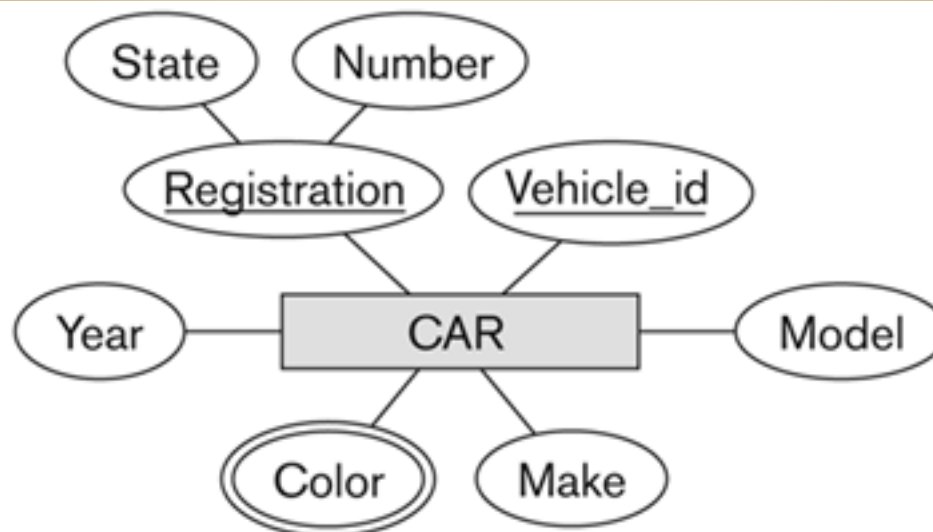 State
Number
Registration
Vehicle_id
Year
CAR
Model
Color
Make